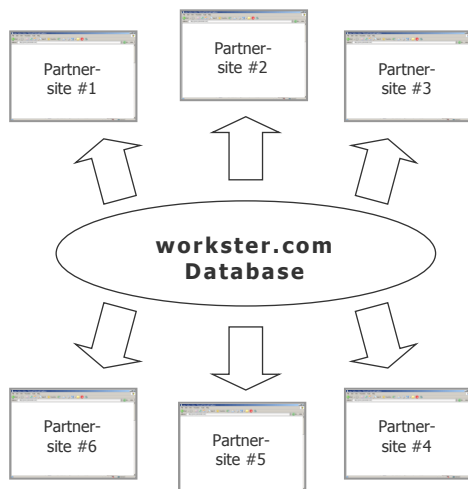 Partner-
site #1
Partner-
site #2
Partner-
site #3
workster.com
Database
Partner-
site #6
Partner-
site #5
Partner-
site #4